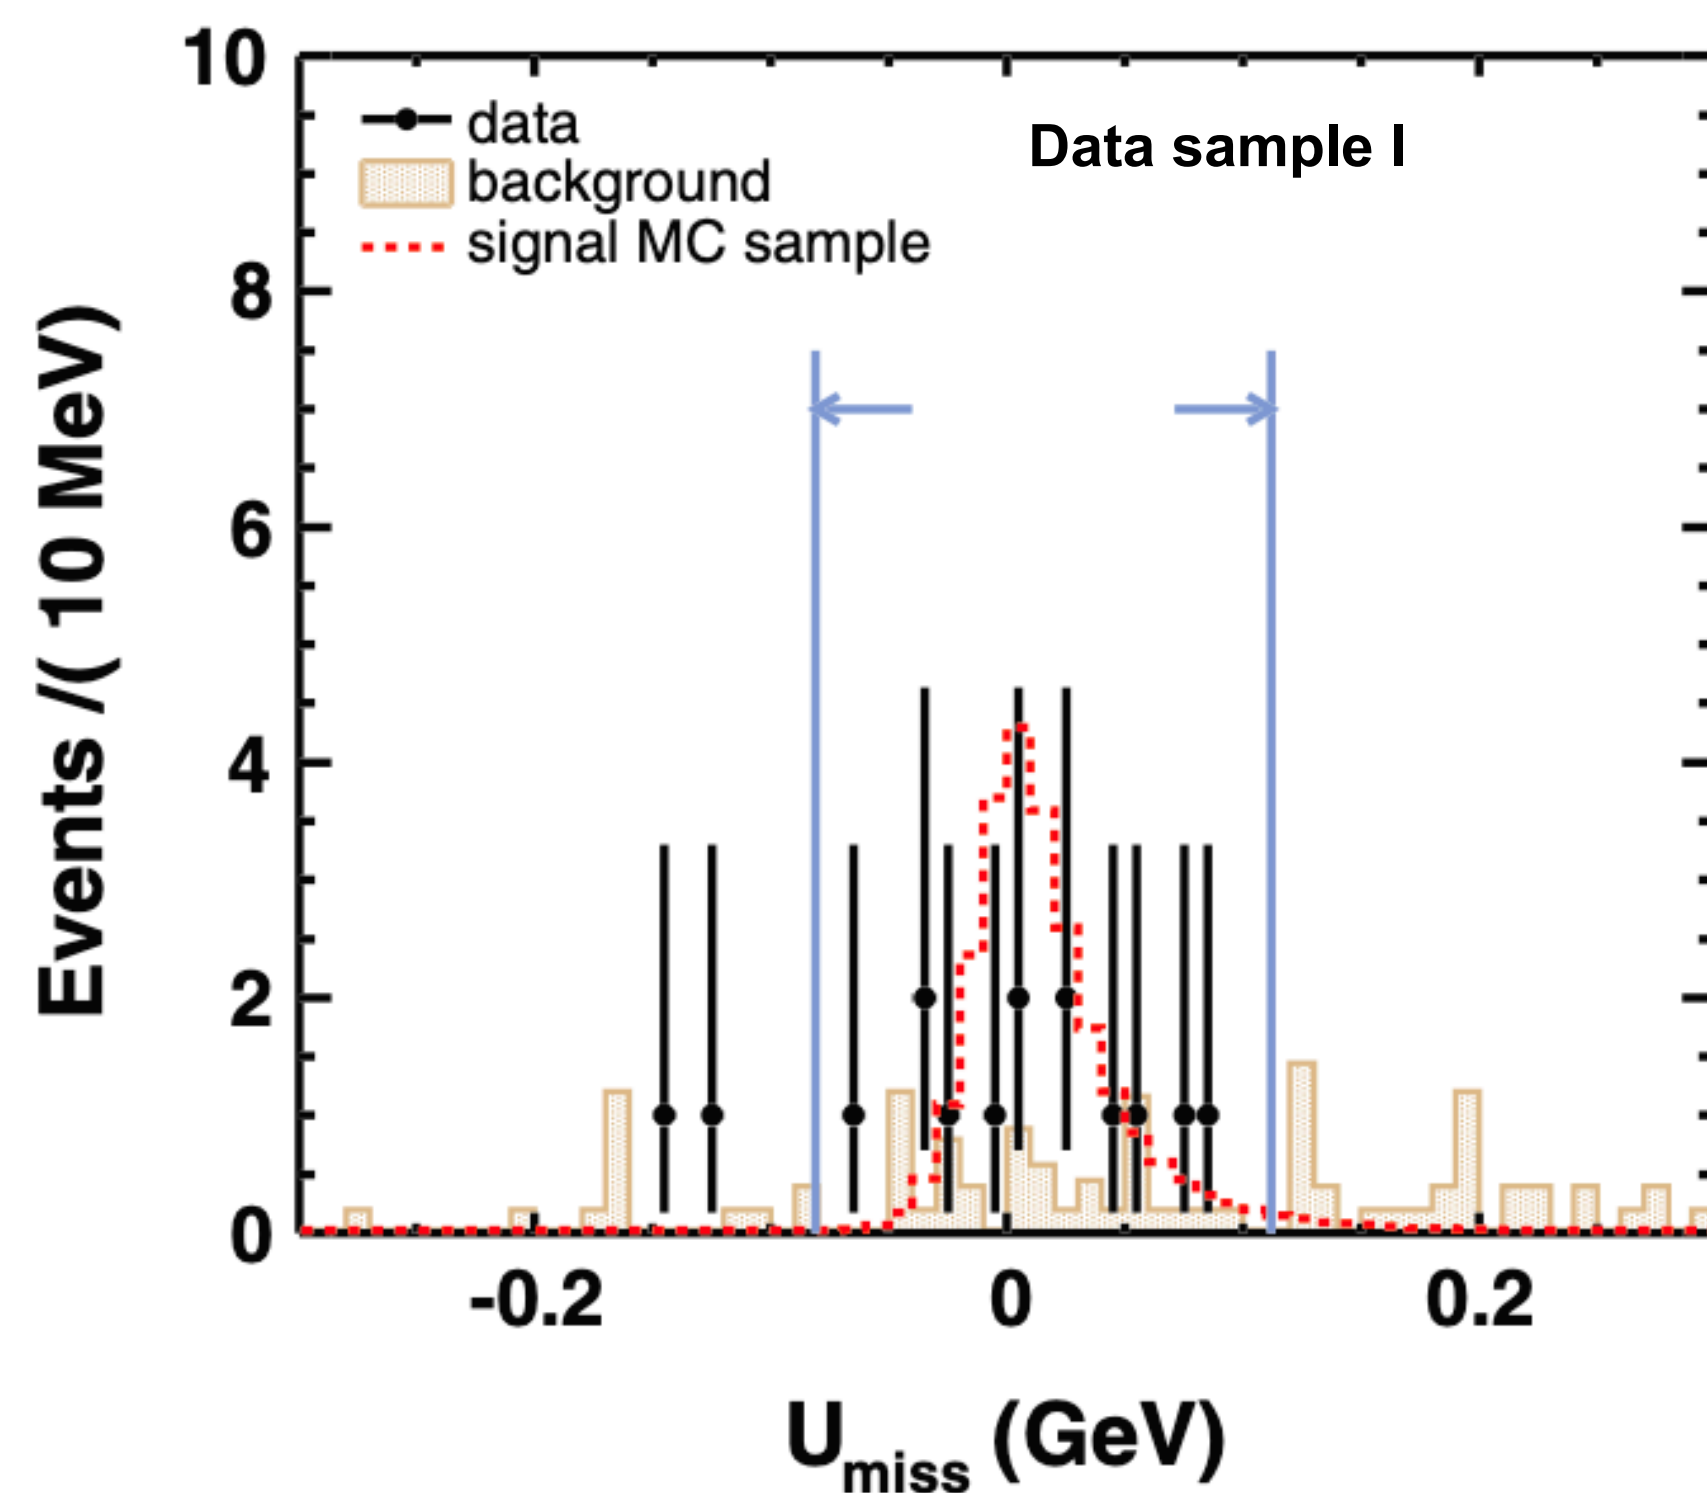 10
data
Data sample I
background
signal MC sample
8
6
4
2
0
Events /( 10 MeV)
-0.2
0
0.2
Umiss (GeV)